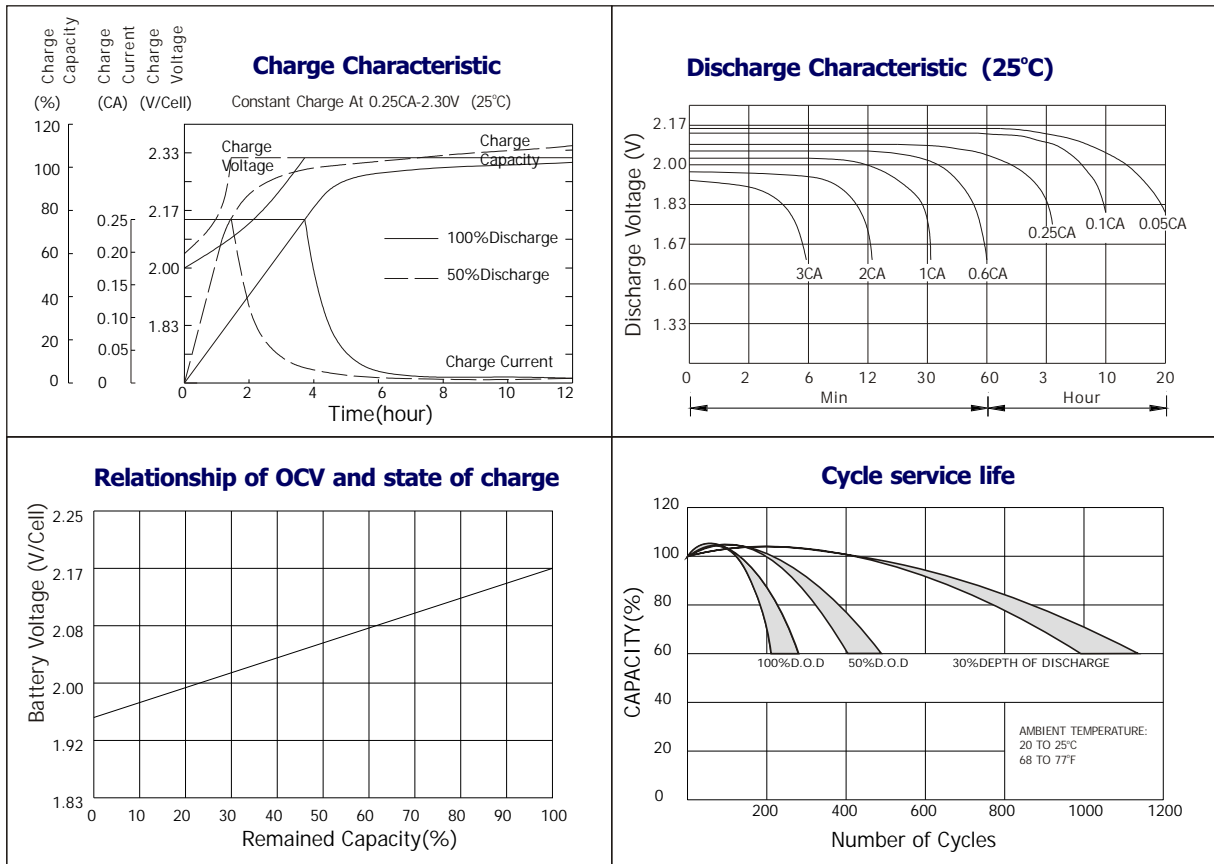 Charge
Capacity
Charge
Current
Charge
Voltage
(%)
(CA)
(V/Cell)
Charge Characteristic
Constant Charge At 0.25CA-2.30V (25°C)
120
100
80
60
40
20
0
0.25
0.20
0.15
0.10
0.05
0
2.33
2.17
2.00
1.83
Charge
Voltage
Charge
Capacity
100%Discharge
50%Discharge
Charge Current
0 2 4 6 8 10 12
Time(hour)
Discharge Characteristic (25°C)
Discharge Voltage (V)
2.17
2.00
1.83
1.67
1.60
1.33
3CA 2CA 1CA 0.6CA 0.25CA 0.1CA 0.05CA
0 2 6 12 30 60 3 10 20
Min Hour
Relationship of OCV and state of charge
Battery Voltage (V/Cell)
2.25
2.17
2.08
2.00
1.92
1.83
0 10 20 30 40 50 60 70 80 90 100
Remained Capacity(%)
Cycle service life
CAPACITY(%)
120
100
80
60
40
20
0
100%D.O.D 50%D.O.D 30%DEPTH OF DISCHARGE
AMBIENT TEMPERATURE:
20 TO 25°C
68 TO 77°F
200 400 600 800 1000 1200
Number of Cycles